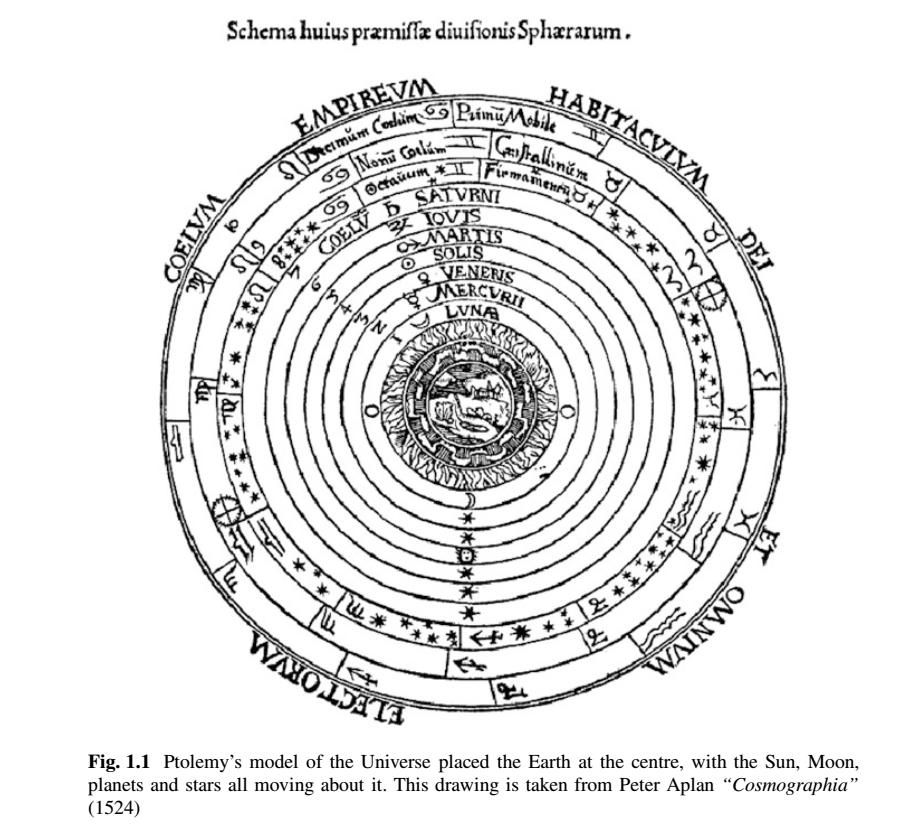 Schema huius præmiſſæ diuiſionis Sphærarum .
COELVM EMPIREVM HABITACVLVM DEI ET OMNIVM ELECTORVM
Decimum Coelum Primū Mobile
Nonū Coelum Criſtallinum
Octauum Firmamentū
COELV SATVRNI
IOVIS
MARTIS
SOLIS
VENERIS
MERCVRII
LVNÆ
Fig. 1.1 Ptolemy’s model of the Universe placed the Earth at the centre, with the Sun, Moon,
planets and stars all moving about it. This drawing is taken from Peter Aplan “Cosmographia”
(1524)